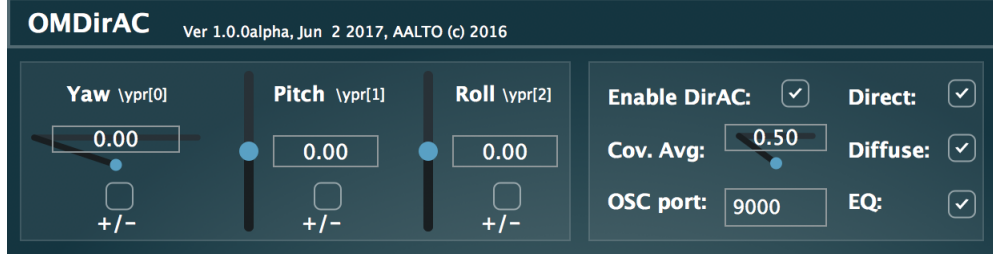 OMDirAC Ver 1.0.0alpha, Jun 2 2017, AALTO (c) 2016
Yaw \ypr[0] Pitch \ypr[1] Roll \ypr[2]
0.00 0.00 0.00
+/- +/- +/-
Enable DirAC: Direct:
Cov. Avg: 0.50 Diffuse:
OSC port: 9000 EQ: